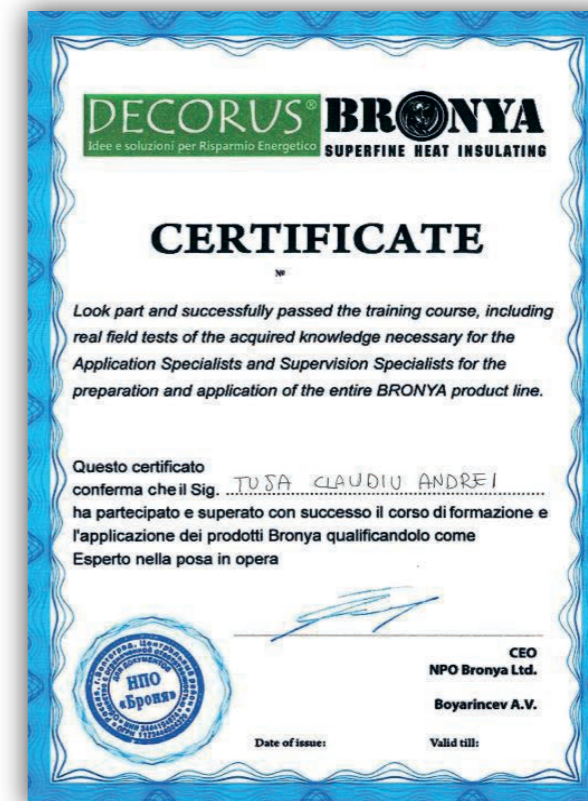 DECORUS®
Idee e soluzioni per Risparmio Energetico
BRONYA
SUPERFINE HEAT INSULATING
CERTIFICATE
№
Look part and successfully passed the training course, including
real field tests of the acquired knowledge necessary for the
Application Specialists and Supervision Specialists for the
preparation and application of the entire BRONYA product line.
Questo certificato
conferma che il Sig. TUSA CLAUDIU ANDREI
ha partecipato e superato con successo il corso di formazione e
l'applicazione dei prodotti Bronya qualificandolo come
Esperto nella posa in opera
CEO
NPO Bronya Ltd.
Boyarincev A.V.
НПО
«Броня»
Date of issue:
Valid till: